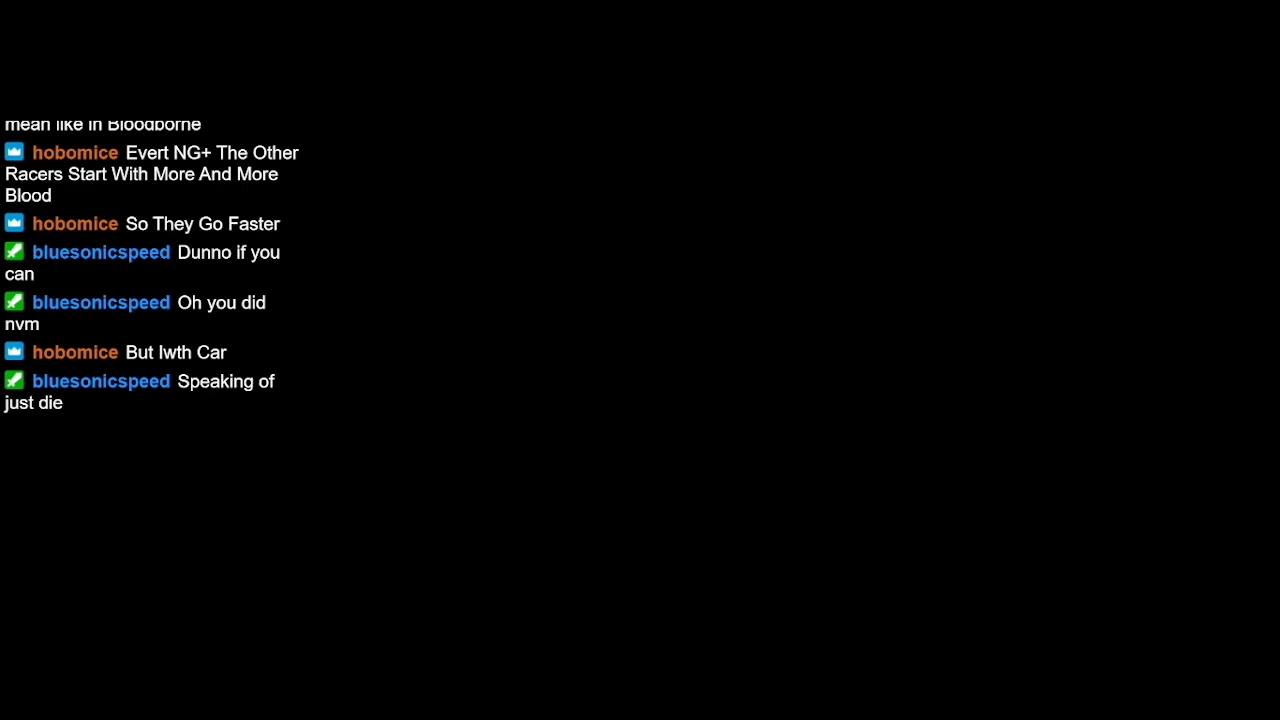 mean like in Bloodborne
hobomice Evert NG+ The Other
Racers Start With More And More
Blood
hobomice So They Go Faster
bluesonicspeed Dunno if you
can
bluesonicspeed Oh you did
nvm
hobomice But Iwth Car
bluesonicspeed Speaking of
just die